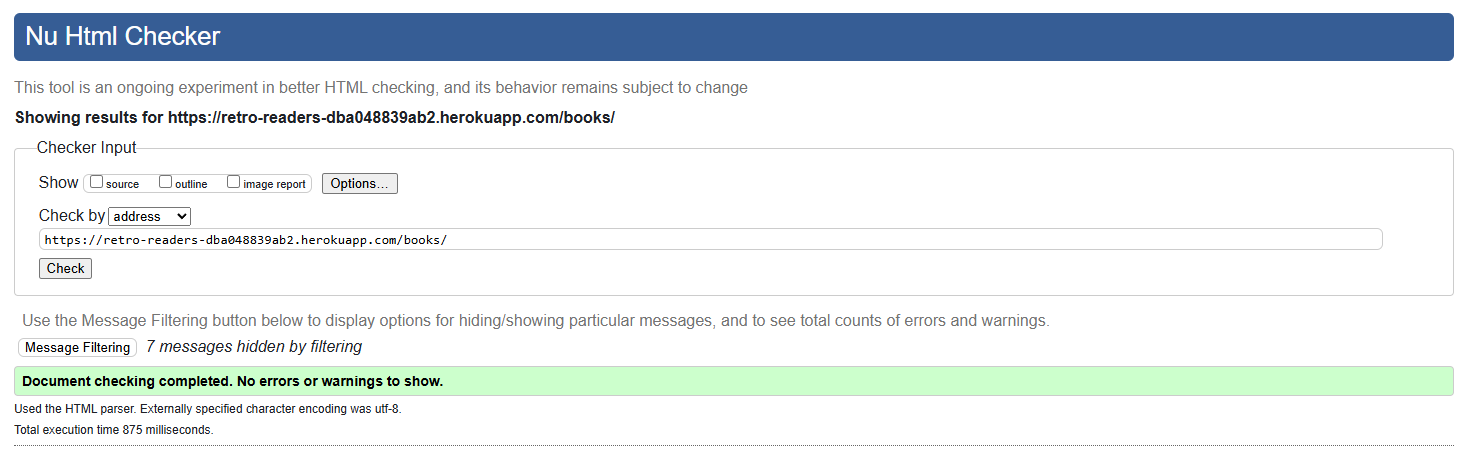 Nu Html Checker
This tool is an ongoing experiment in better HTML checking, and its behavior remains subject to change
Showing results for https://retro-readers-dba048839ab2.herokuapp.com/books/
Checker Input
Show source outline image report Options...
Check by address
https://retro-readers-dba048839ab2.herokuapp.com/books/
Check
Use the Message Filtering button below to display options for hiding/showing particular messages, and to see total counts of errors and warnings.
Message Filtering 7 messages hidden by filtering
Document checking completed. No errors or warnings to show.
Used the HTML parser. Externally specified character encoding was utf-8.
Total execution time 875 milliseconds.